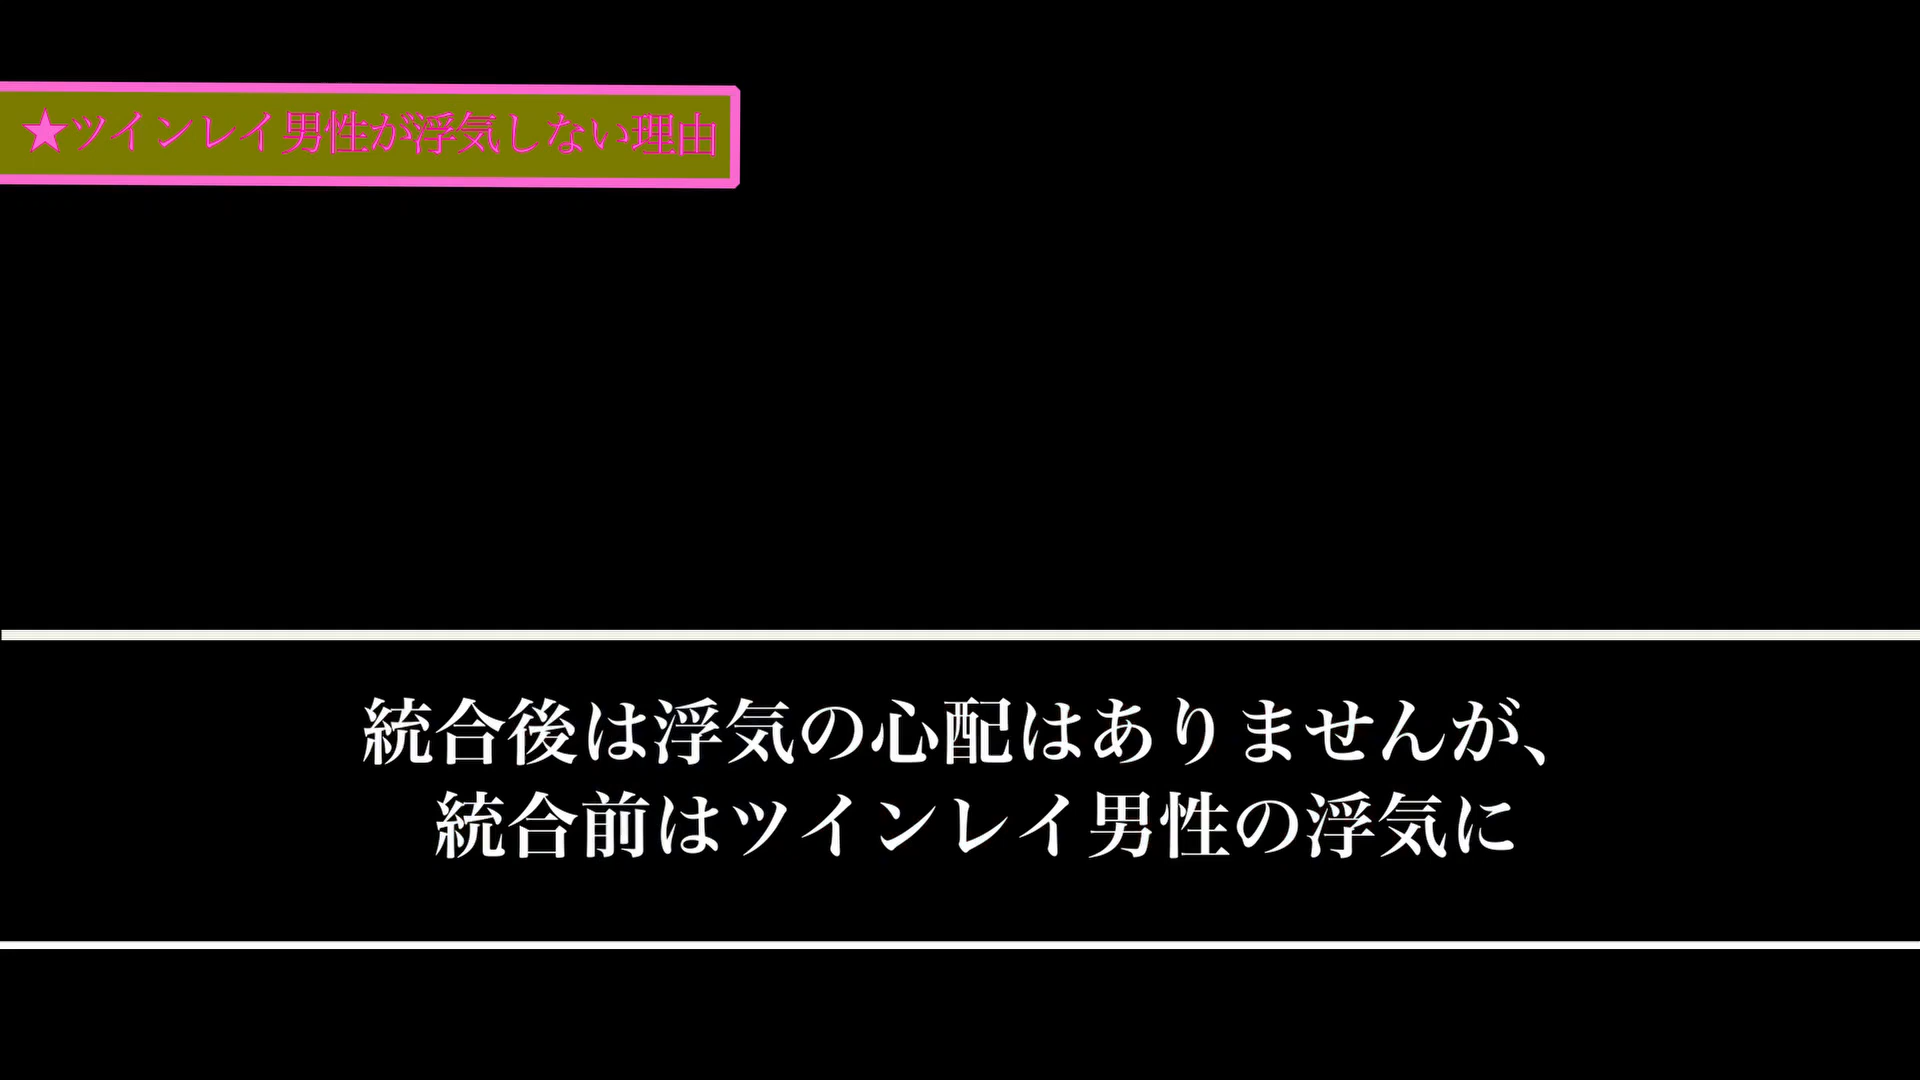 ★ツインレイ男性が浮気しない理由
統合後は浮気の心配はありませんが、
統合前はツインレイ男性の浮気に